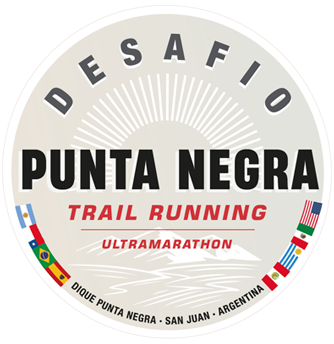 DESAFIO
PUNTA NEGRA
TRAIL RUNNING
ULTRAMARATHON
DIQUE PUNTA NEGRA · SAN JUAN · ARGENTINA